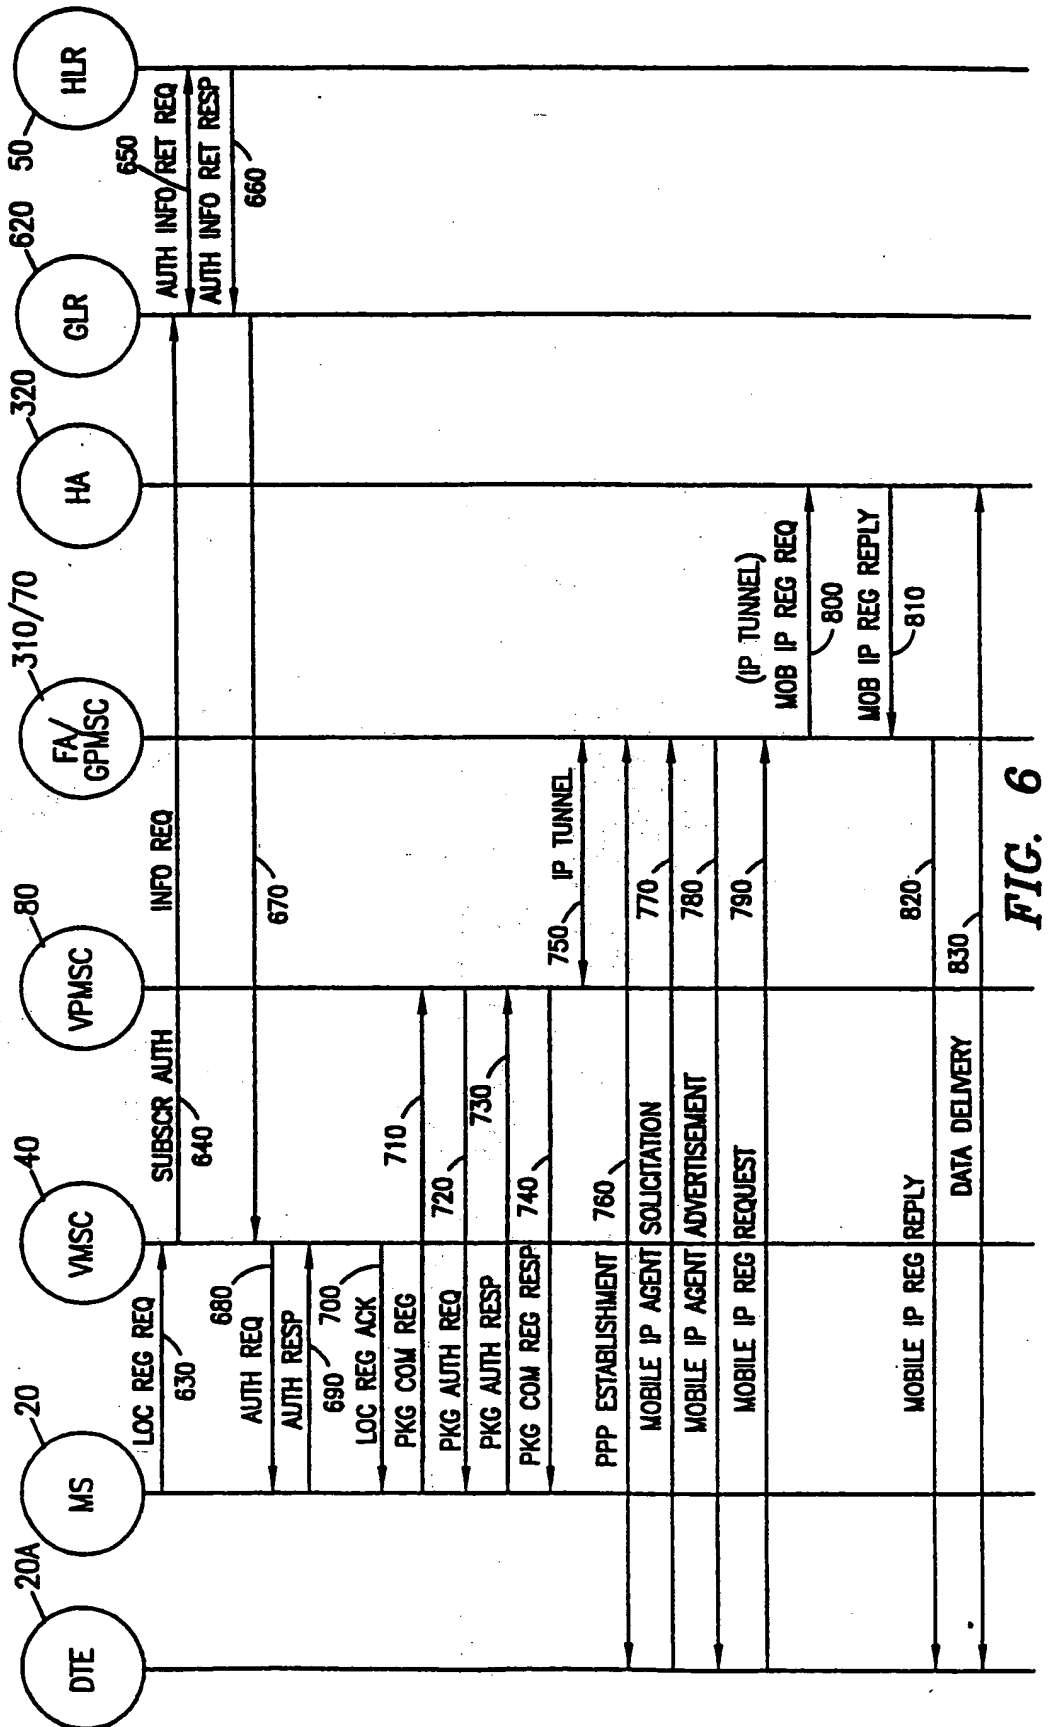 DTE
20A
MS
20
VMSC
40
VPMSC
80
FA/
GPMSC
310/70
HA
320
GLR
620
HLR
50
LOC REG REQ
630
SUBSCR AUTH INFO REQ
640
AUTH INFO RET REQ
650
AUTH INFO RET RESP
660
670
680
AUTH REQ
AUTH RESP
690
700
LOC REG ACK
PKG COM REG
710
PKG AUTH REQ
720
PKG AUTH RESP
730
PKG COM REG RESP
740
750
IP TUNNEL
PPP ESTABLISHMENT
760
MOBILE IP AGENT SOLICITATION
770
MOBILE IP AGENT ADVERTISEMENT
780
MOBILE IP REG REQUEST
790
(IP TUNNEL)
MOB IP REG REQ
800
MOB IP REG REPLY
810
MOBILE IP REG REPLY
820
DATA DELIVERY
830
FIG. 6